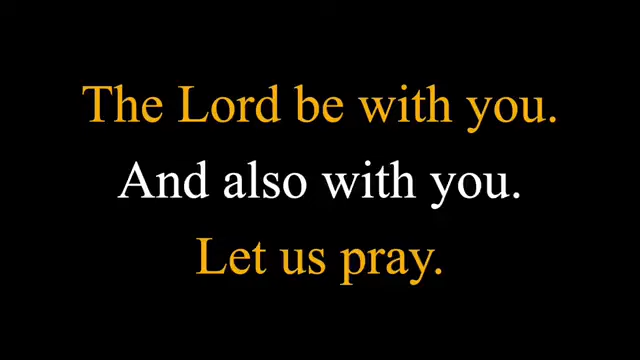 The Lord be with you.
And also with you.
Let us pray.